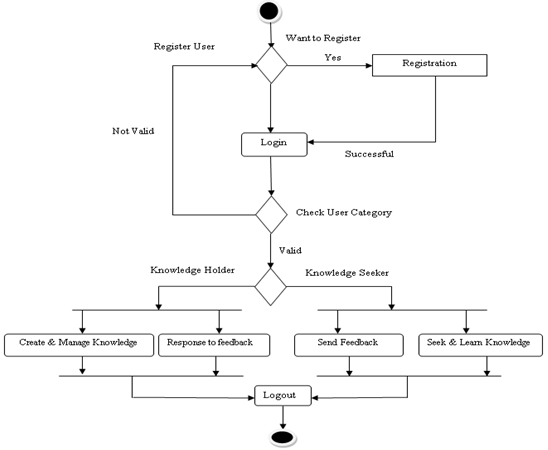 Want to Register
Register User
Yes
Registration
Not Valid
Login
Successful
Check User Category
Valid
Knowledge Holder
Knowledge Seeker
Create & Manage Knowledge
Response to feedback
Send Feedback
Seek & Learn Knowledge
Logout